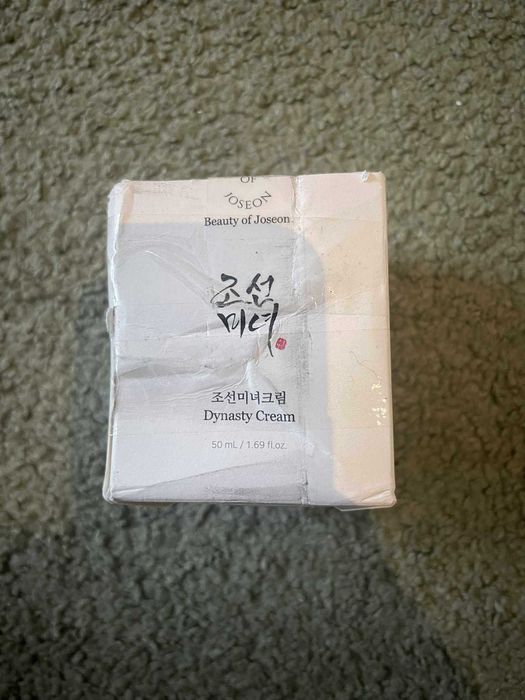 OF
JOSEON
Beauty of Joseon
조선
미녀
조선미녀크림
Dynasty Cream
50 mL / 1.69 fl.oz.